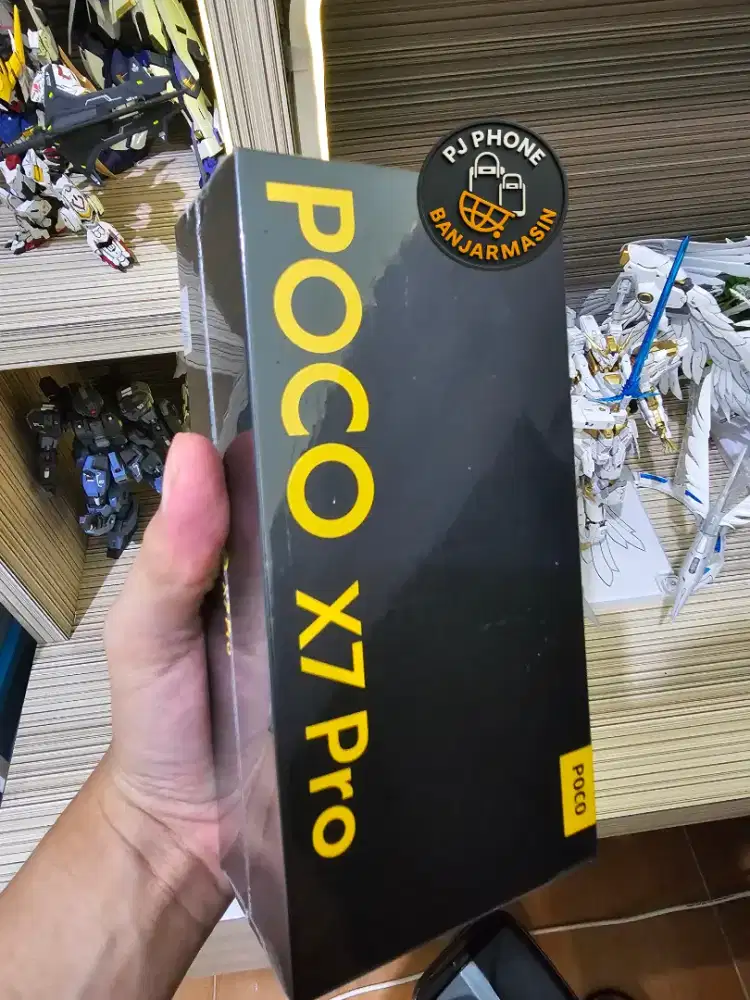 PJ PHONE
BANJARMASIN
POCO X7 Pro
POCO